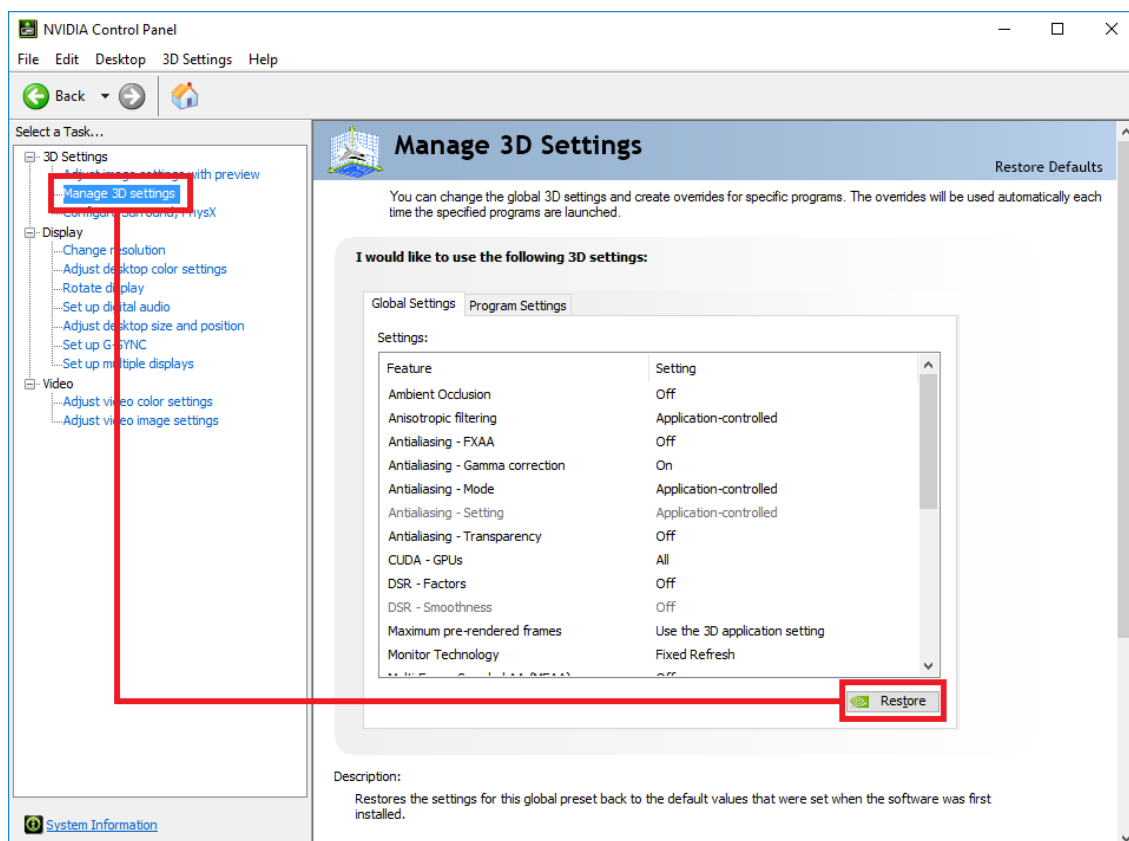 NVIDIA Control Panel
File Edit Desktop 3D Settings Help
Back
Select a Task...
3D Settings
Adjust image settings with preview
Manage 3D settings
Configure Surround, PhysX
Display
Change resolution
Adjust desktop color settings
Rotate display
Set up digital audio
Adjust desktop size and position
Set up G-SYNC
Set up multiple displays
Video
Adjust video color settings
Adjust video image settings
System Information
Manage 3D Settings
Restore Defaults
You can change the global 3D settings and create overrides for specific programs. The overrides will be used automatically each
time the specified programs are launched.
I would like to use the following 3D settings:
Global Settings Program Settings
Settings:
Feature Setting
Ambient Occlusion Off
Anisotropic filtering Application-controlled
Antialiasing - FXAA Off
Antialiasing - Gamma correction On
Antialiasing - Mode Application-controlled
Antialiasing - Setting Application-controlled
Antialiasing - Transparency Off
CUDA - GPUs All
DSR - Factors Off
DSR - Smoothness Off
Maximum pre-rendered frames Use the 3D application setting
Monitor Technology Fixed Refresh
Restore
Description:
Restores the settings for this global preset back to the default values that were set when the software was first
installed.